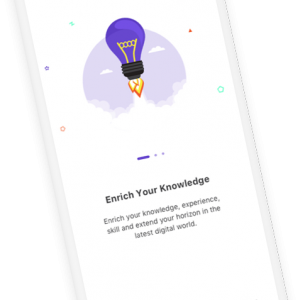 Enrich Your Knowledge
Enrich your knowledge, experience,
skill and extend your horizon in the
latest digital world.